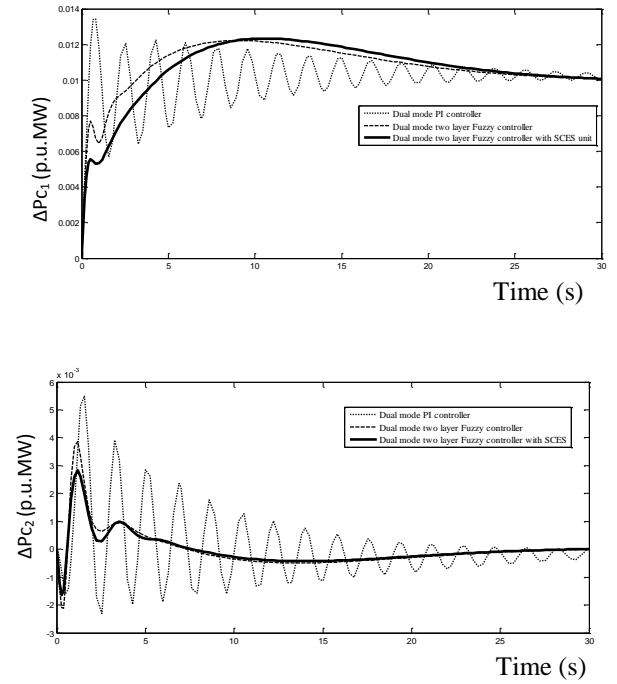 0.014
0.012
0.01
0.008
0.006
0.004
0.002
0
ΔPc₁ (p.u.MW)
Dual mode PI controller
Dual mode two layer Fuzzy controller
Dual mode two layer Fuzzy controller with SCES unit
0 5 10 15 20 25 30
Time (s)
x 10⁻³
6
5
4
3
2
1
0
-1
-2
-3
ΔPc₂ (p.u.MW)
Dual mode PI controller
Dual mode two layer Fuzzy controller
Dual mode two layer Fuzzy controller with SCES
0 5 10 15 20 25 30
Time (s)